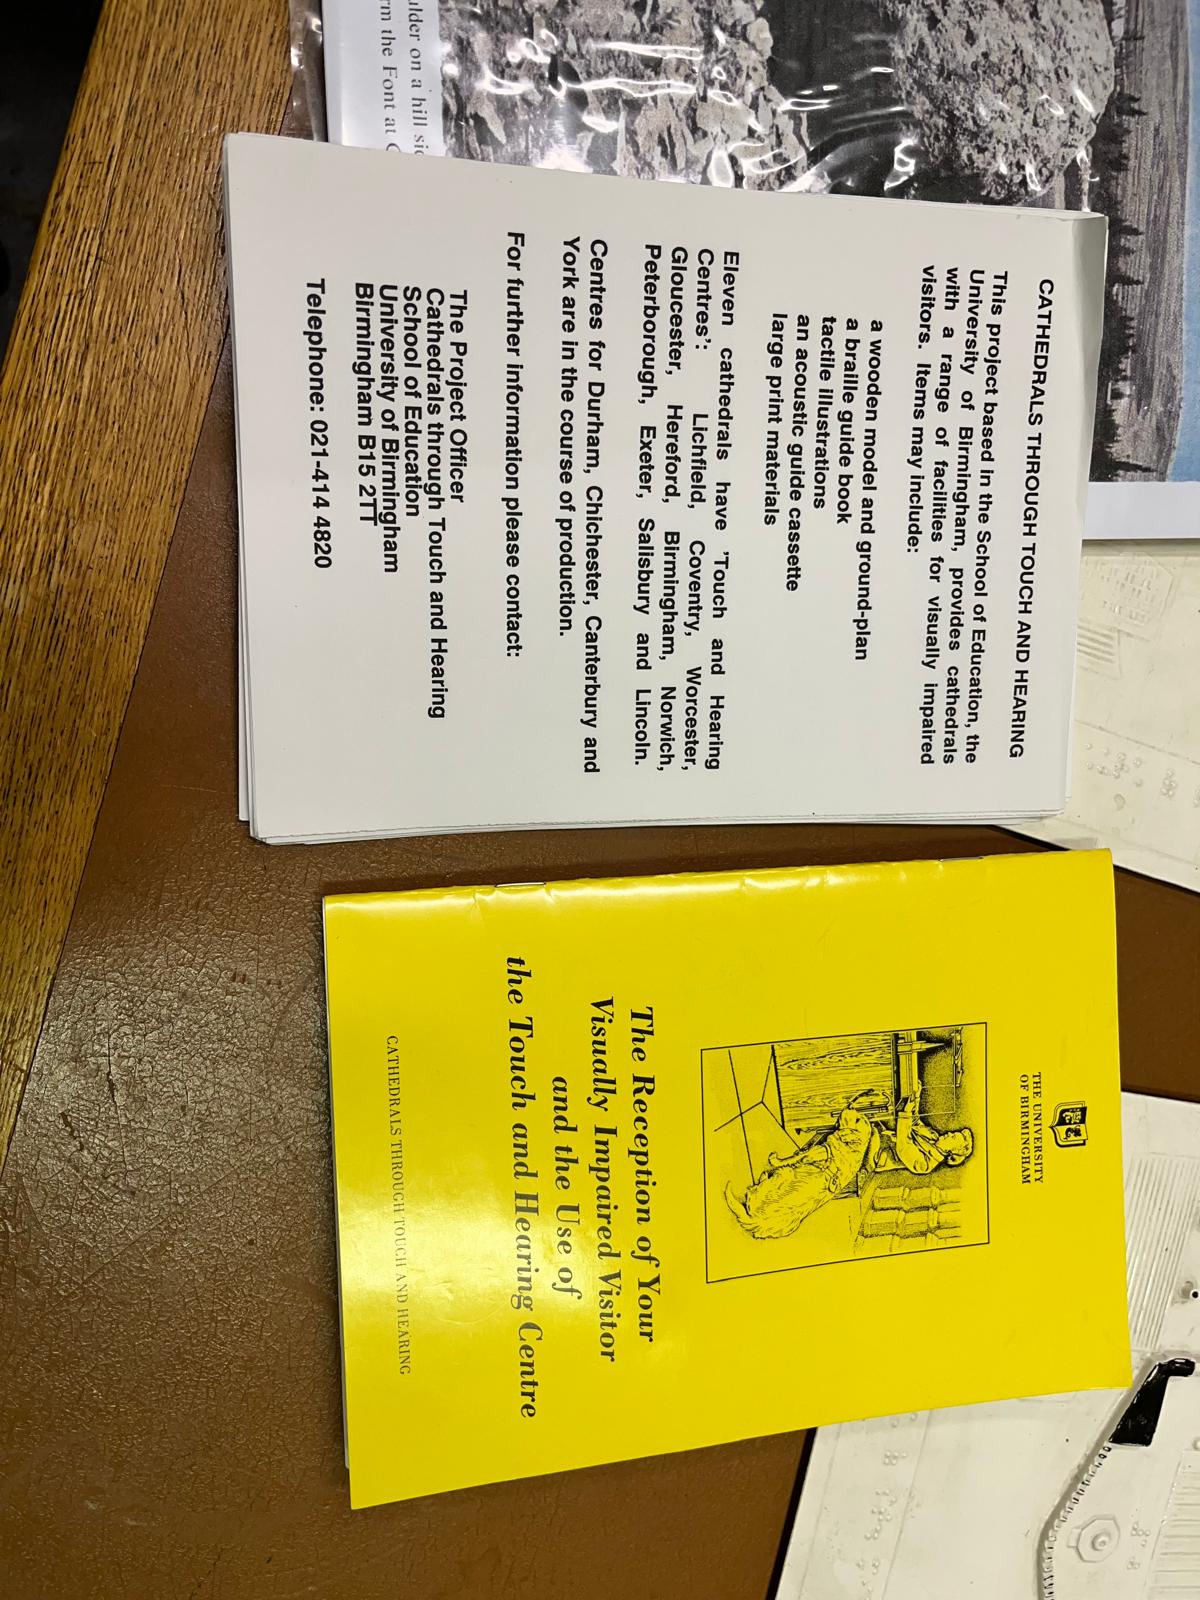 ulder on a hill sid
rm the Font at C
CATHEDRALS THROUGH TOUCH AND HEARING
This project based in the School of Education, the
University of Birmingham, provides cathedrals
with a range of facilities for visually impaired
visitors. Items may include:
a wooden model and ground-plan
a braille guide book
tactile illustrations
an acoustic guide cassette
large print materials
Eleven cathedrals have 'Touch and Hearing
Centres': Lichfield, Coventry, Worcester,
Gloucester, Hereford, Birmingham, Norwich,
Peterborough, Exeter, Salisbury and Lincoln.
Centres for Durham, Chichester, Canterbury and
York are in the course of production.
For further information please contact:
The Project Officer
Cathedrals through Touch and Hearing
School of Education
University of Birmingham
Birmingham B15 2TT
Telephone: 021-414 4820
THE UNIVERSITY
OF BIRMINGHAM
The Reception of Your
Visually Impaired Visitor
and the Use of
the Touch and Hearing Centre
CATHEDRALS THROUGH TOUCH AND HEARING